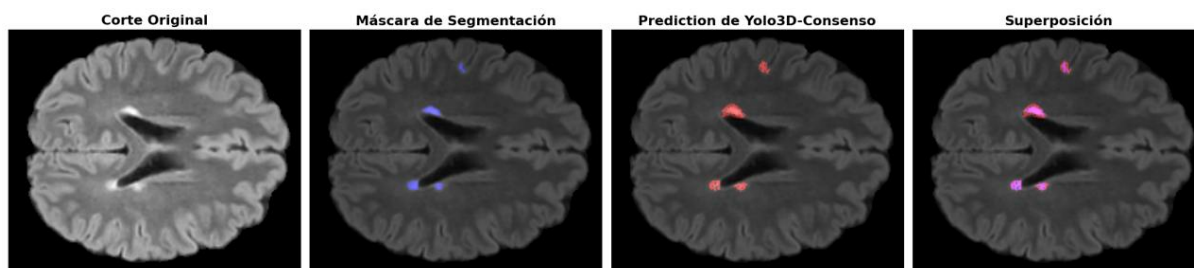 Corte Original
Máscara de Segmentación
Prediction de Yolo3D-Consenso
Superposición